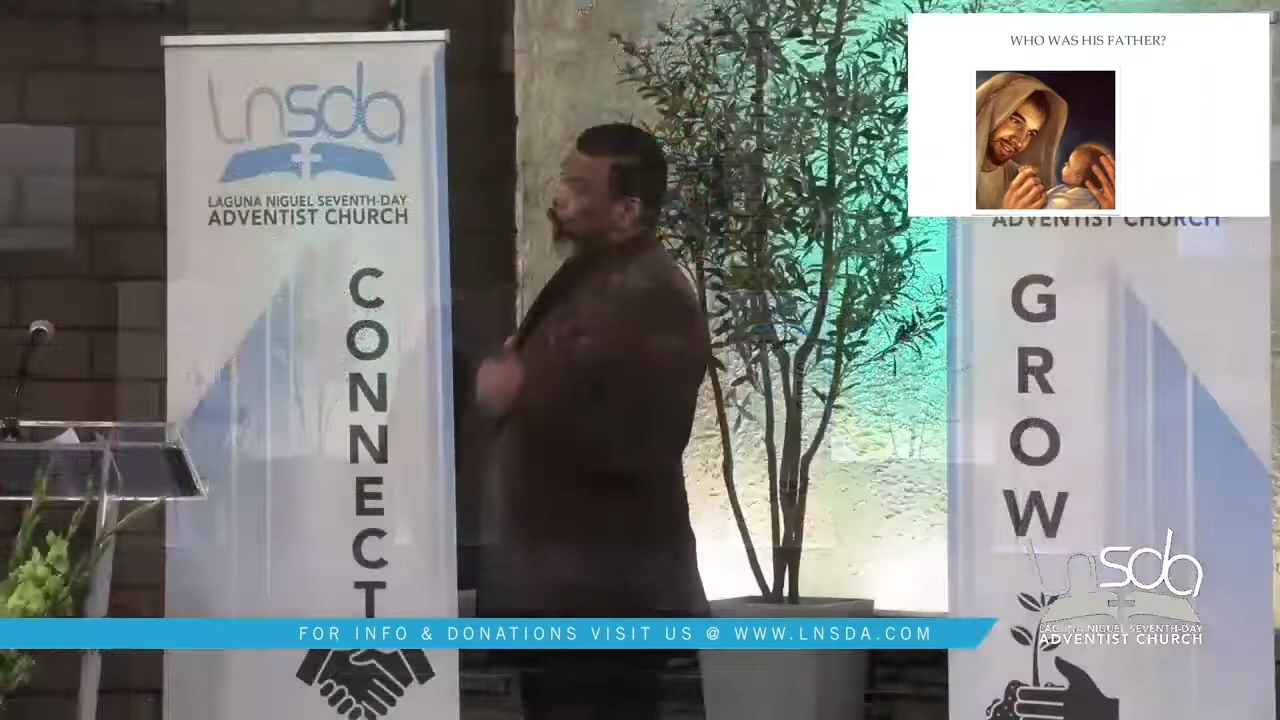 WHO WAS HIS FATHER?
lnsda
LAGUNA NIGUEL SEVENTH-DAY
ADVENTIST CHURCH
CONNECT
ADVENTIST CHURCH
GROW
FOR INFO & DONATIONS VISIT US @ WWW.LNSDA.COM
lnsda
LAGUNA NIGUEL SEVENTH-DAY
ADVENTIST CHURCH